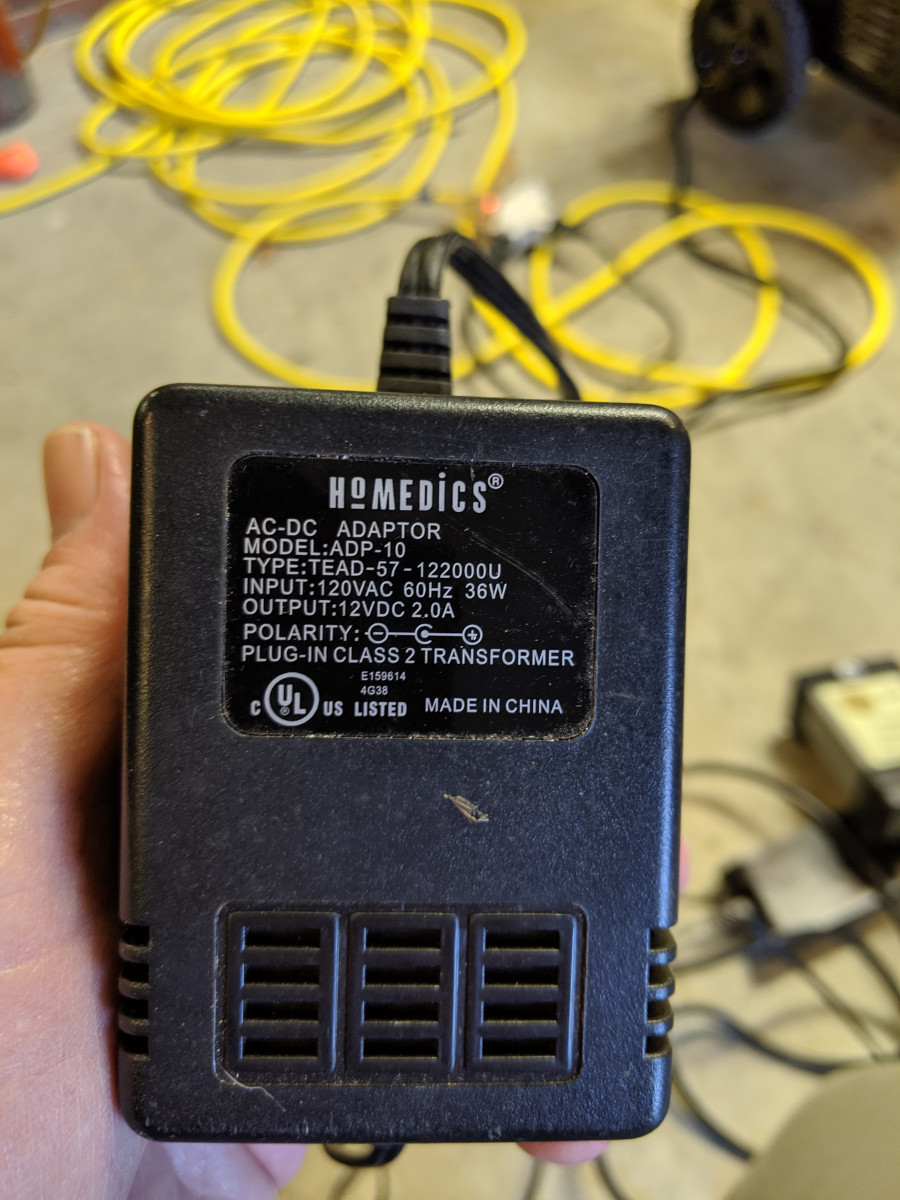 HoMEDiCS®
AC-DC ADAPTOR
MODEL:ADP-10
TYPE:TEAD-57-122000U
INPUT:120VAC 60Hz 36W
OUTPUT:12VDC 2.0A
POLARITY: - +
PLUG-IN CLASS 2 TRANSFORMER
E159614
4G38
C UL ® US LISTED MADE IN CHINA